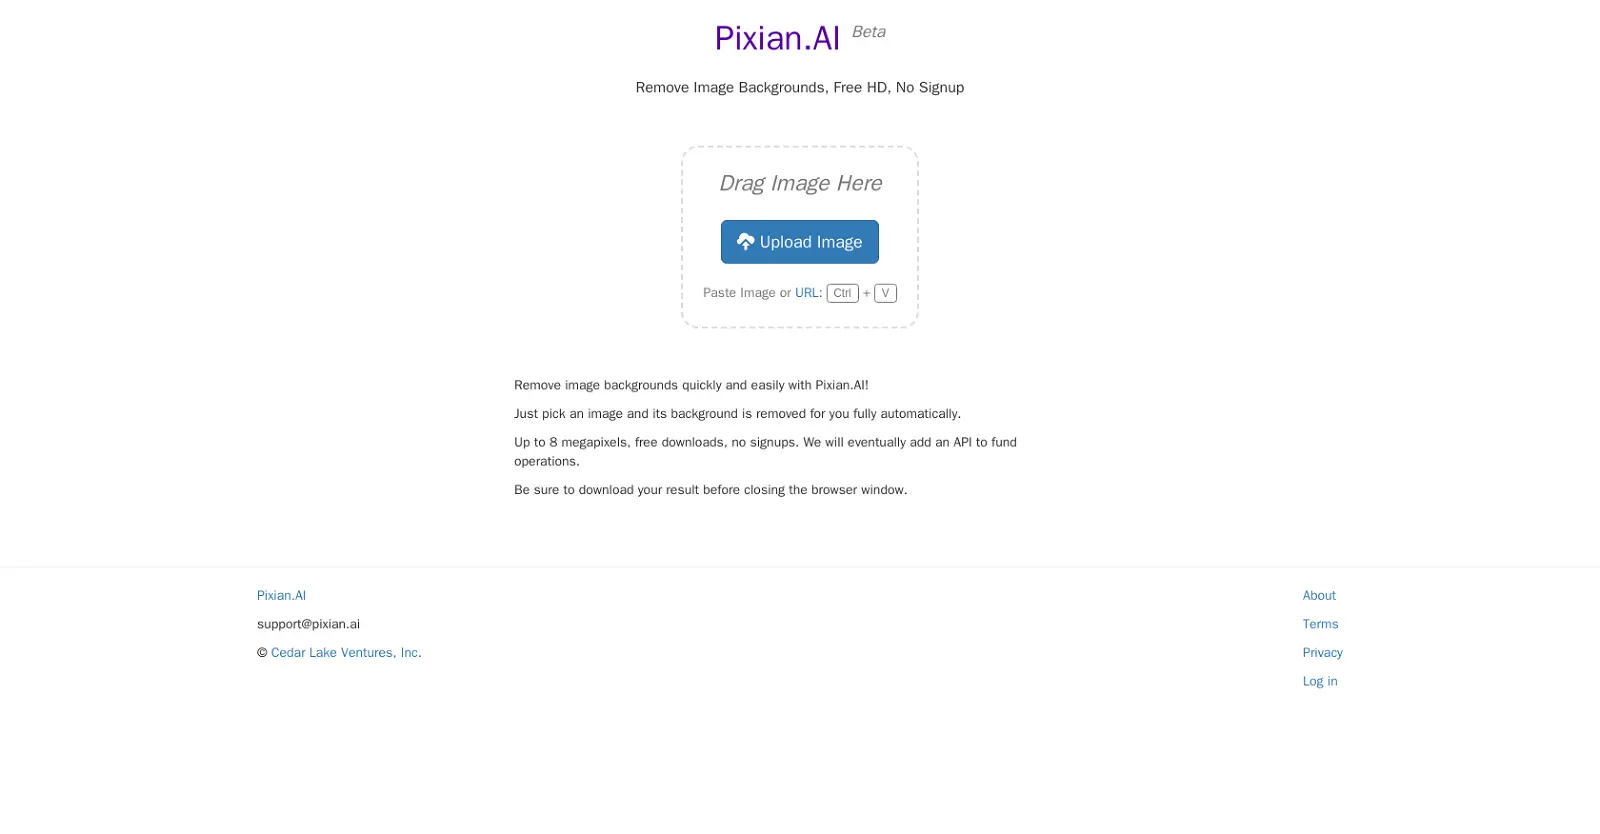 Pixian.AI Beta
Remove Image Backgrounds, Free HD, No Signup
Drag Image Here
Upload Image
Paste Image or URL: Ctrl + V
Remove image backgrounds quickly and easily with Pixian.AI!
Just pick an image and its background is removed for you fully automatically.
Up to 8 megapixels, free downloads, no signups. We will eventually add an API to fund
operations.
Be sure to download your result before closing the browser window.
Pixian.AI
support@pixian.ai
© Cedar Lake Ventures, Inc.
About
Terms
Privacy
Log in